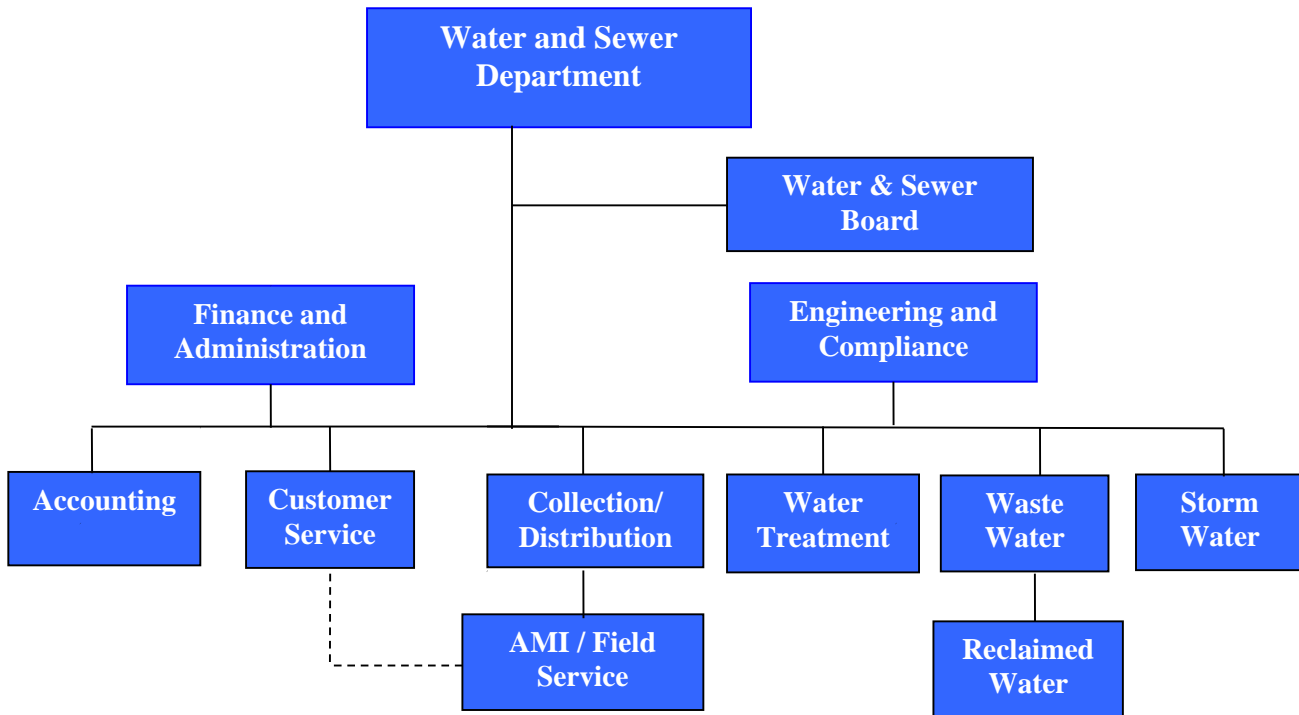 Water and Sewer
Department
Water & Sewer
Board
Finance and
Administration
Engineering and
Compliance
Accounting
Customer
Service
Collection/
Distribution
Water
Treatment
Waste
Water
Storm
Water
AMI / Field
Service
Reclaimed
Water